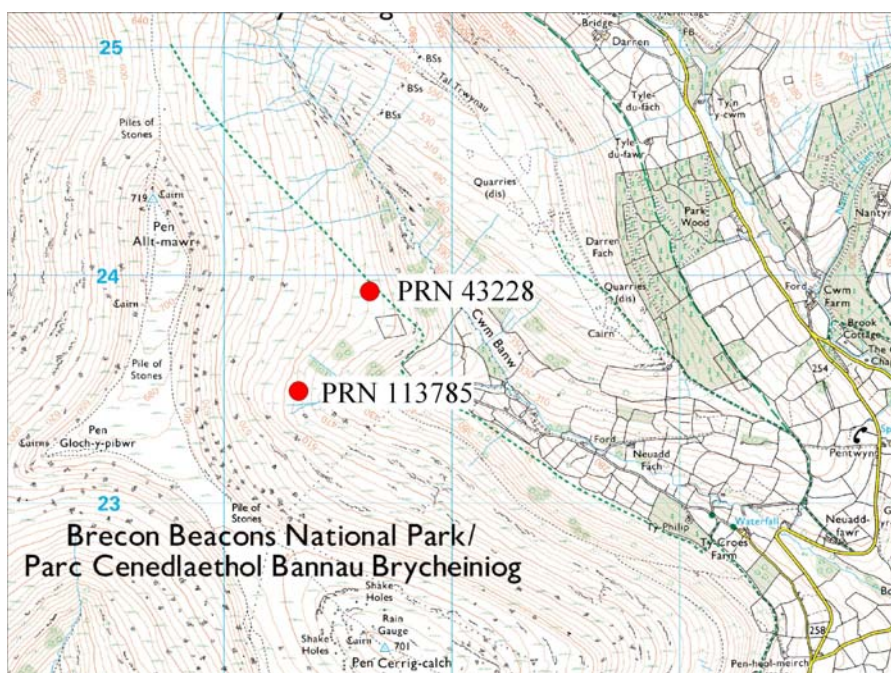 25
Bridge
Darren
FB
BSs
Tal Trwynau
BSs
BSs
Tyle-
du-fach
Ty'n
y-cwm
Piles of
Stones
Tyle-
du-fawr
Quarries
(dis)
719
Cairn
Pen
Allt-mawr
Park
Wood
Darren
Fach
24
Quarries
(dis)
Ford
Cwm
Farm
PRN 43228
Cairn
Cwm Banw
Cairn
Brook
Cottage
Pile of
Stones
254
PRN 113785
Pen
Gloch-y-pibwr
Cairns
Ford
Neuadd
Fach
Pentwyn
23
Pile of
Stones
Ty Philip
Waterfall
Neuadd-
fawr
Ty Croes
Farm
Brecon Beacons National Park/
Parc Cenedlaethol Bannau Brycheiniog
Shake
Holes
Rain
Gauge
Shake
Holes
Cairn
701
Pen Cerrig-calch
258
Pen-heol-meirch